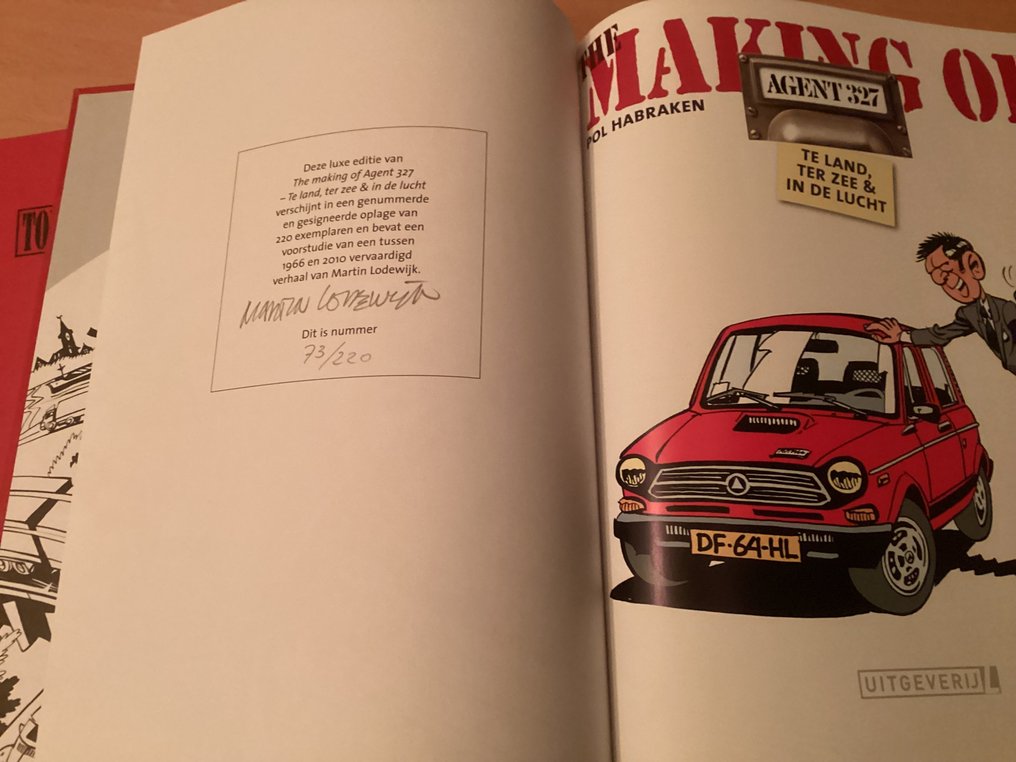 TO
Deze luxe editie van
The making of Agent 327
– Te land, ter zee & in de lucht
verschijnt in een genummerde
en gesigneerde oplage van
220 exemplaren en bevat een
voorstudie van een tussen
1966 en 2010 vervaardigd
verhaal van Martin Lodewijk.
Martin Lodewijk
Dit is nummer
73/220
THE
MAKING OF
POL HABRAKEN
AGENT 327
TE LAND,
TER ZEE &
IN DE LUCHT
DF-64-HL
UITGEVERIJ